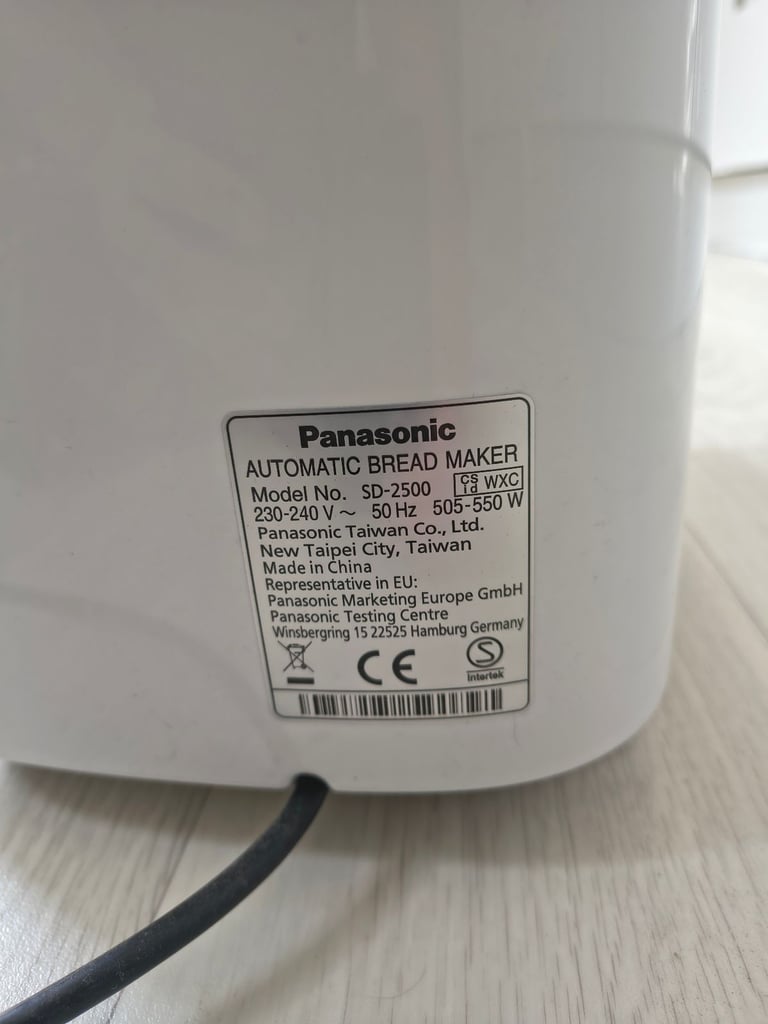 Panasonic
AUTOMATIC BREAD MAKER
Model No. SD-2500 CS id WXC
230-240 V ~ 50 Hz 505-550 W
Panasonic Taiwan Co., Ltd.
New Taipei City, Taiwan
Made in China
Representative in EU:
Panasonic Marketing Europe GmbH
Panasonic Testing Centre
Winsbergring 15 22525 Hamburg Germany
CE S
Intertek